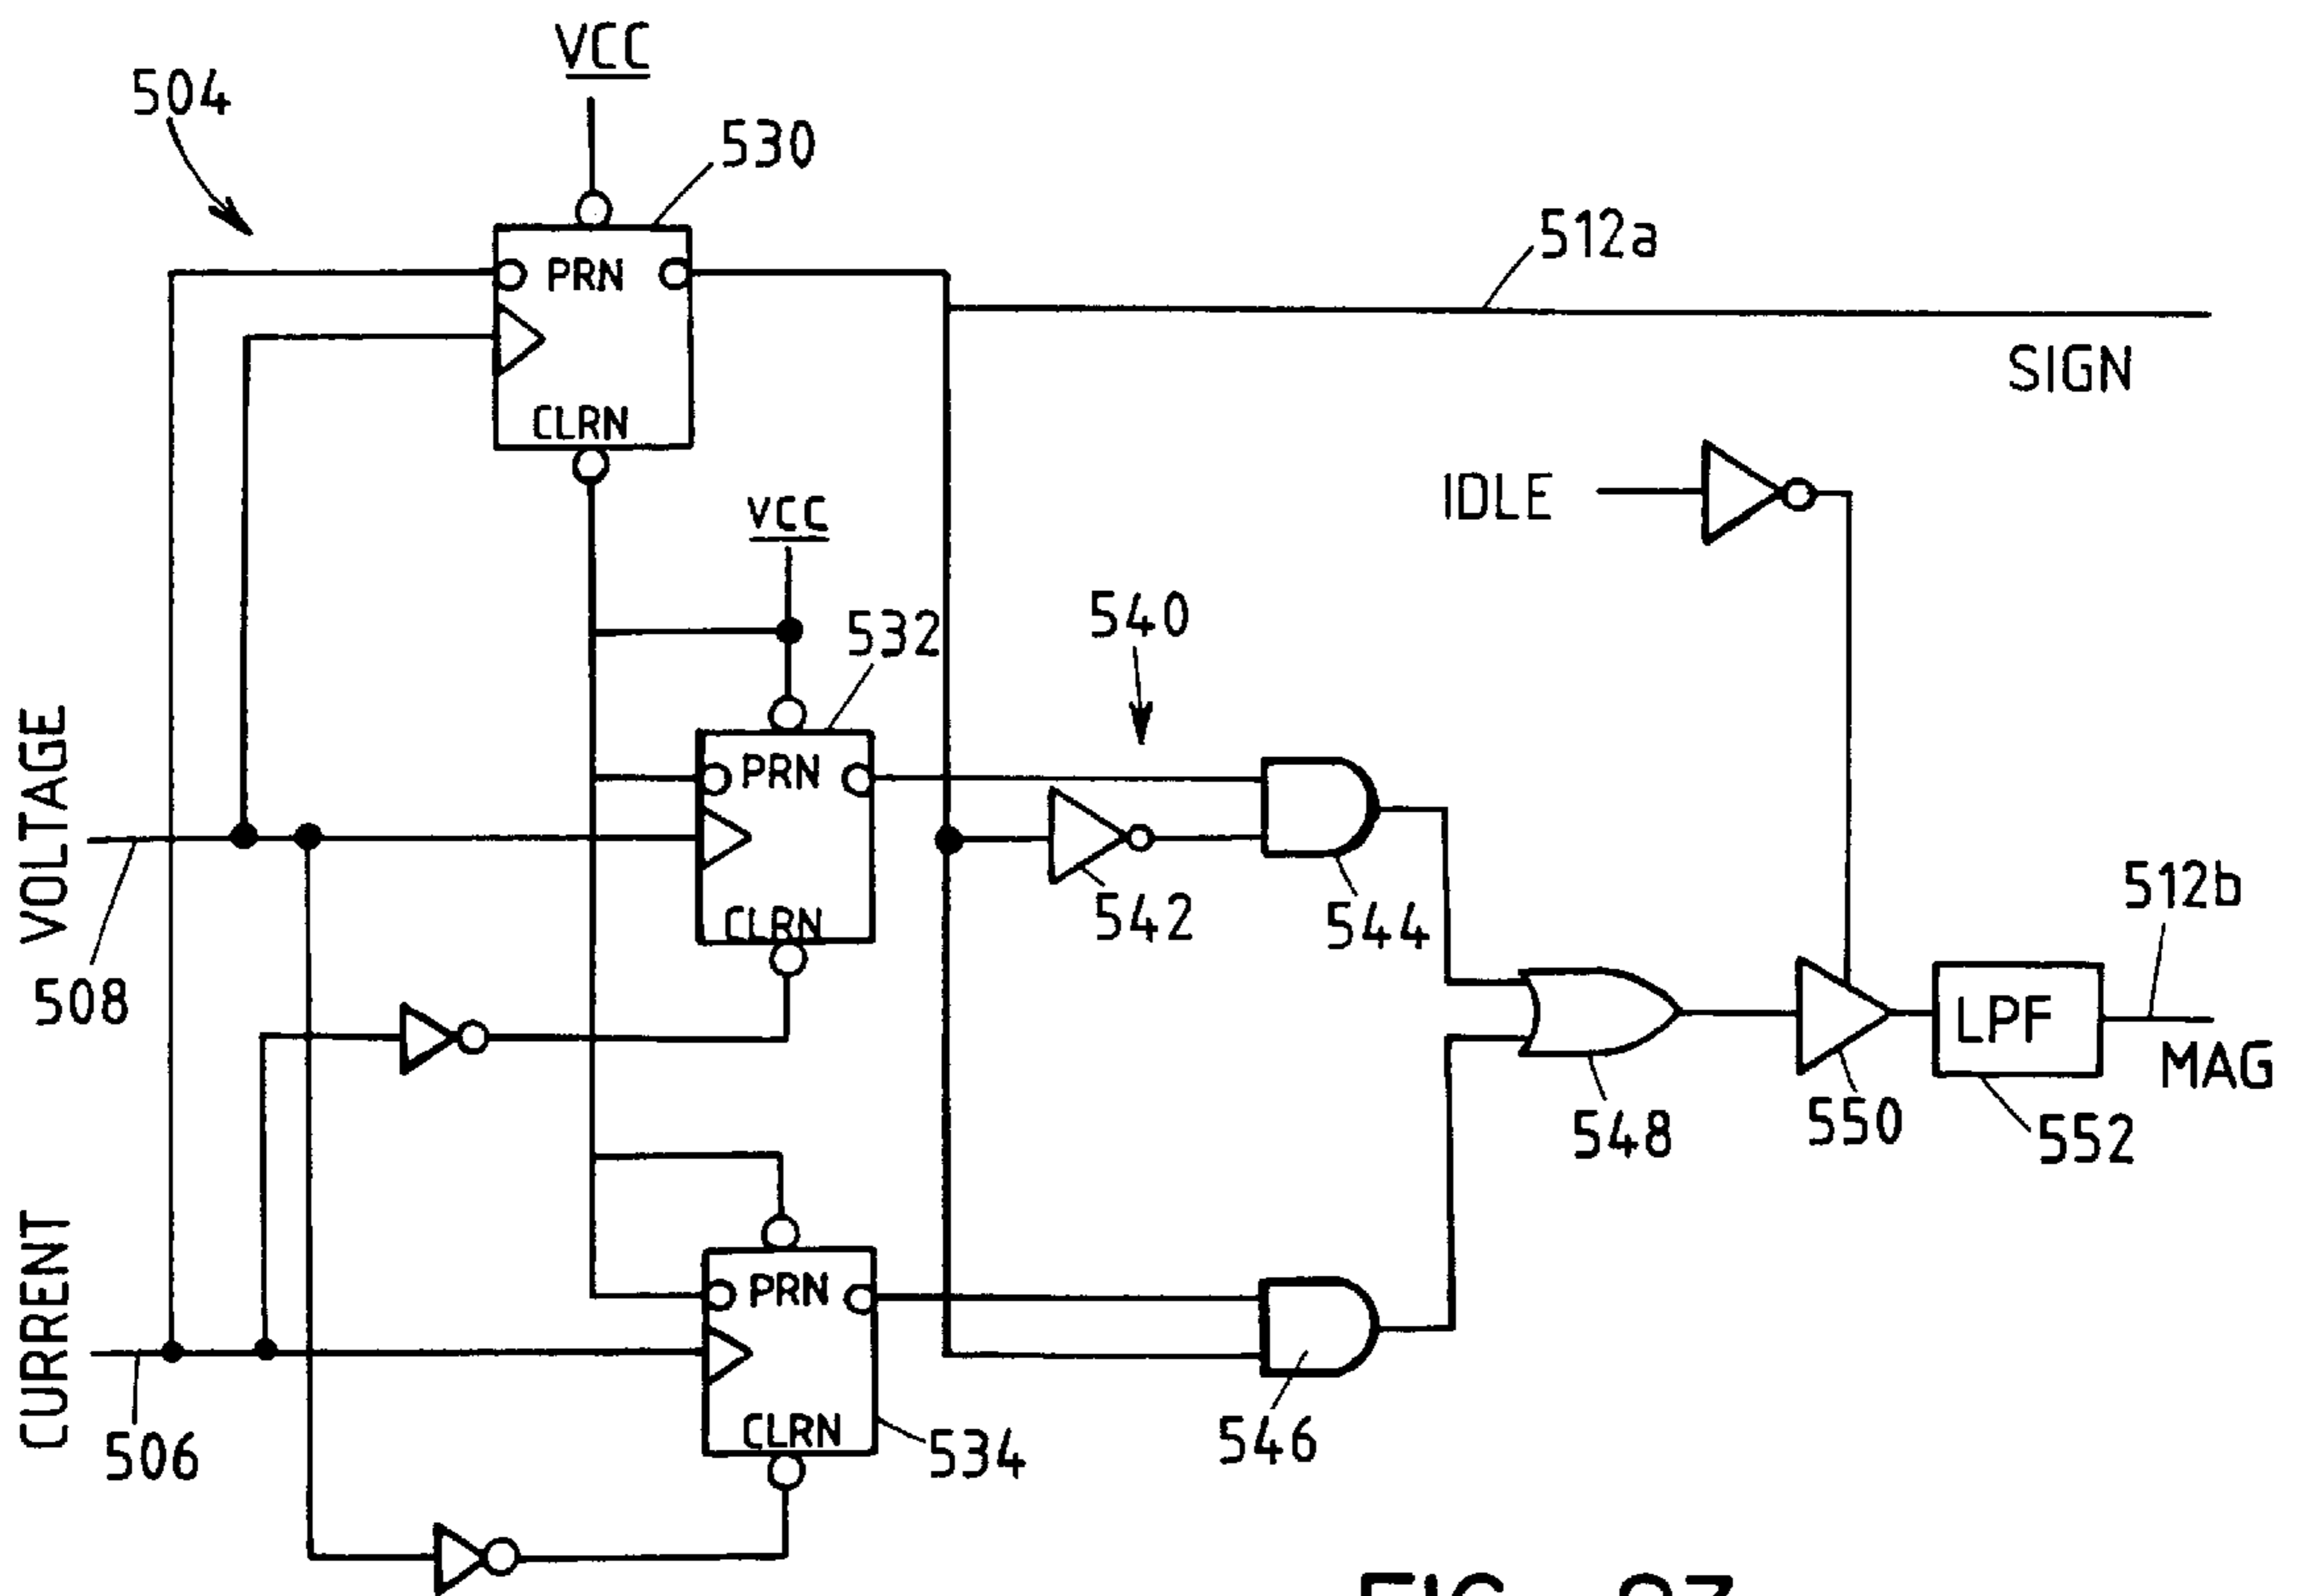 VCC
504
530
PRN
CLRN
512a
SIGN
IDLE
VCC
532
540
PRN
CLRN
VOLTAGE
508
542
544
512b
LPF
MAG
548
550
552
PRN
CLRN
534
546
CURRENT
506